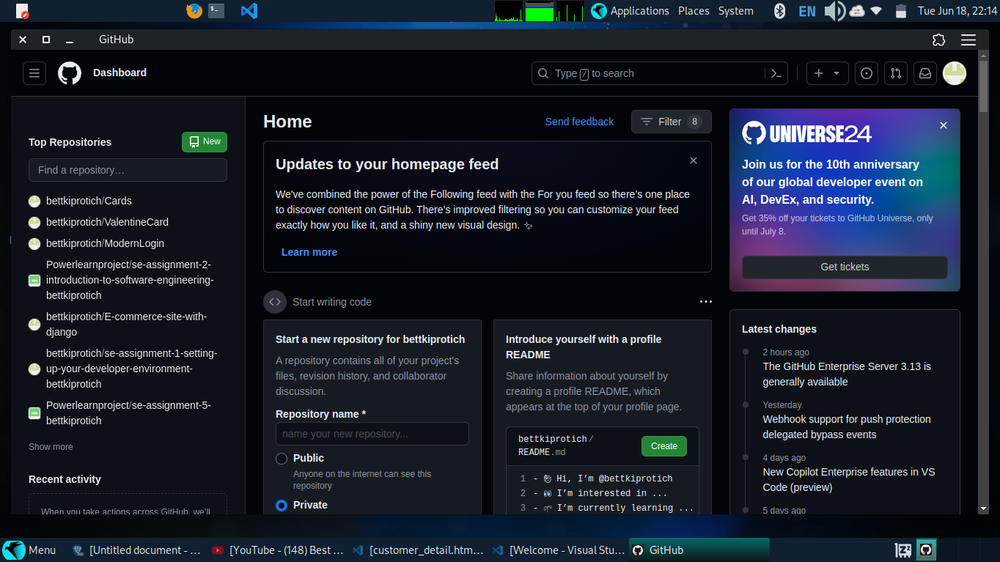 Applications Places System EN Tue Jun 18, 22:14
GitHub
Dashboard
Type / to search
Top Repositories
New
Find a repository…
bettkiprotich/Cards
bettkiprotich/ValentineCard
bettkiprotich/ModernLogin
Powerlearnproject/se-assignment-2-
introduction-to-software-engineering-
bettkiprotich
bettkiprotich/E-commerce-site-with-
django
bettkiprotich/se-assignment-1-setting-
up-your-developer-environment-
bettkiprotich
Powerlearnproject/se-assignment-5-
bettkiprotich
Show more
Recent activity
When you take actions across GitHub, we'll
Home
Send feedback
Filter 8
Updates to your homepage feed
We've combined the power of the Following feed with the For you feed so there's one place
to discover content on GitHub. There's improved filtering so you can customize your feed
exactly how you like it, and a shiny new visual design.
Learn more
Start writing code
Start a new repository for bettkiprotich
A repository contains all of your project's
files, revision history, and collaborator
discussion.
Repository name *
name your new repository...
Public
Anyone on the internet can see this
repository
Private
Introduce yourself with a profile
README
Share information about yourself by
creating a profile README, which
appears at the top of your profile page.
bettkiprotich/
README.md
Create
1 - 👋 Hi, I'm @bettkiprotich
2 - 👀 I'm interested in ...
3 - 🌱 I'm currently learning ...
UNIVERSE24
Join us for the 10th anniversary
of our global developer event on
AI, DevEx, and security.
Get 35% off your tickets to GitHub Universe, only
until July 8.
Get tickets
Latest changes
2 hours ago
The GitHub Enterprise Server 3.13 is
generally available
Yesterday
Webhook support for push protection
delegated bypass events
4 days ago
New Copilot Enterprise features in VS
Code (preview)
5 days ago
Menu
[Untitled document - ...
[YouTube - (148) Best ...
[customer_detail.htm...
[Welcome - Visual Stu...
GitHub